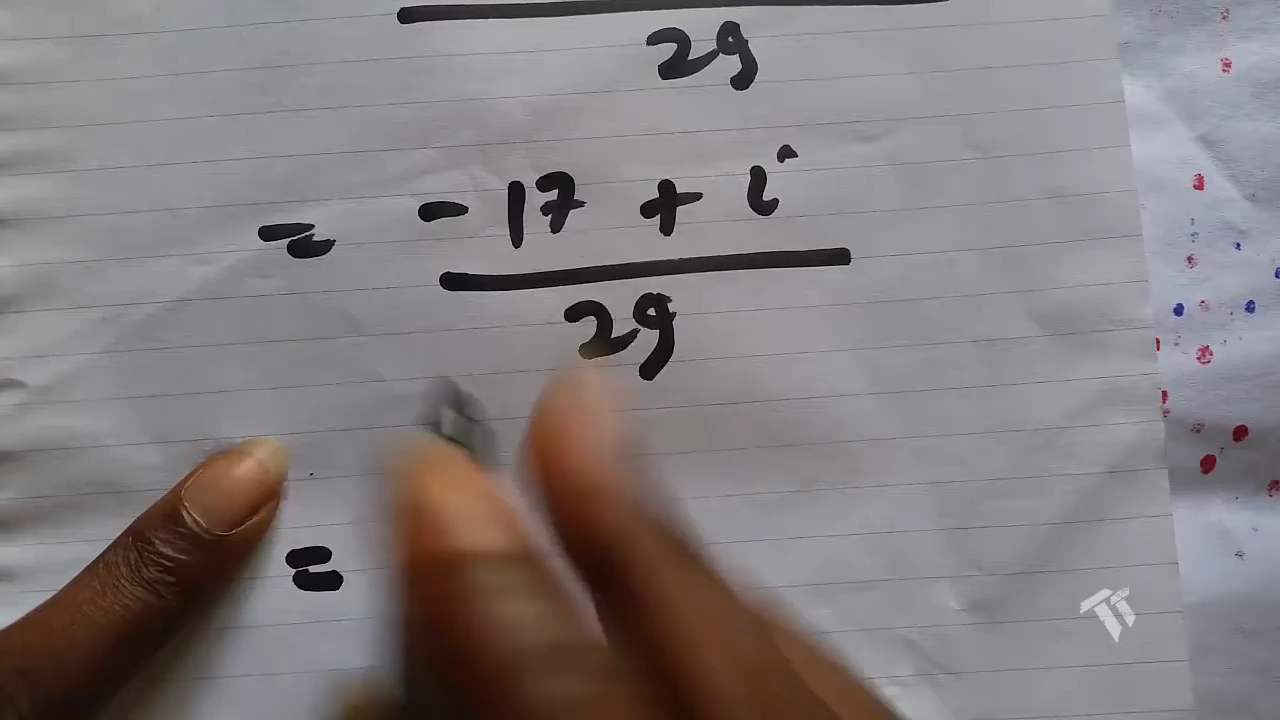 29
= -17 + i
29
=